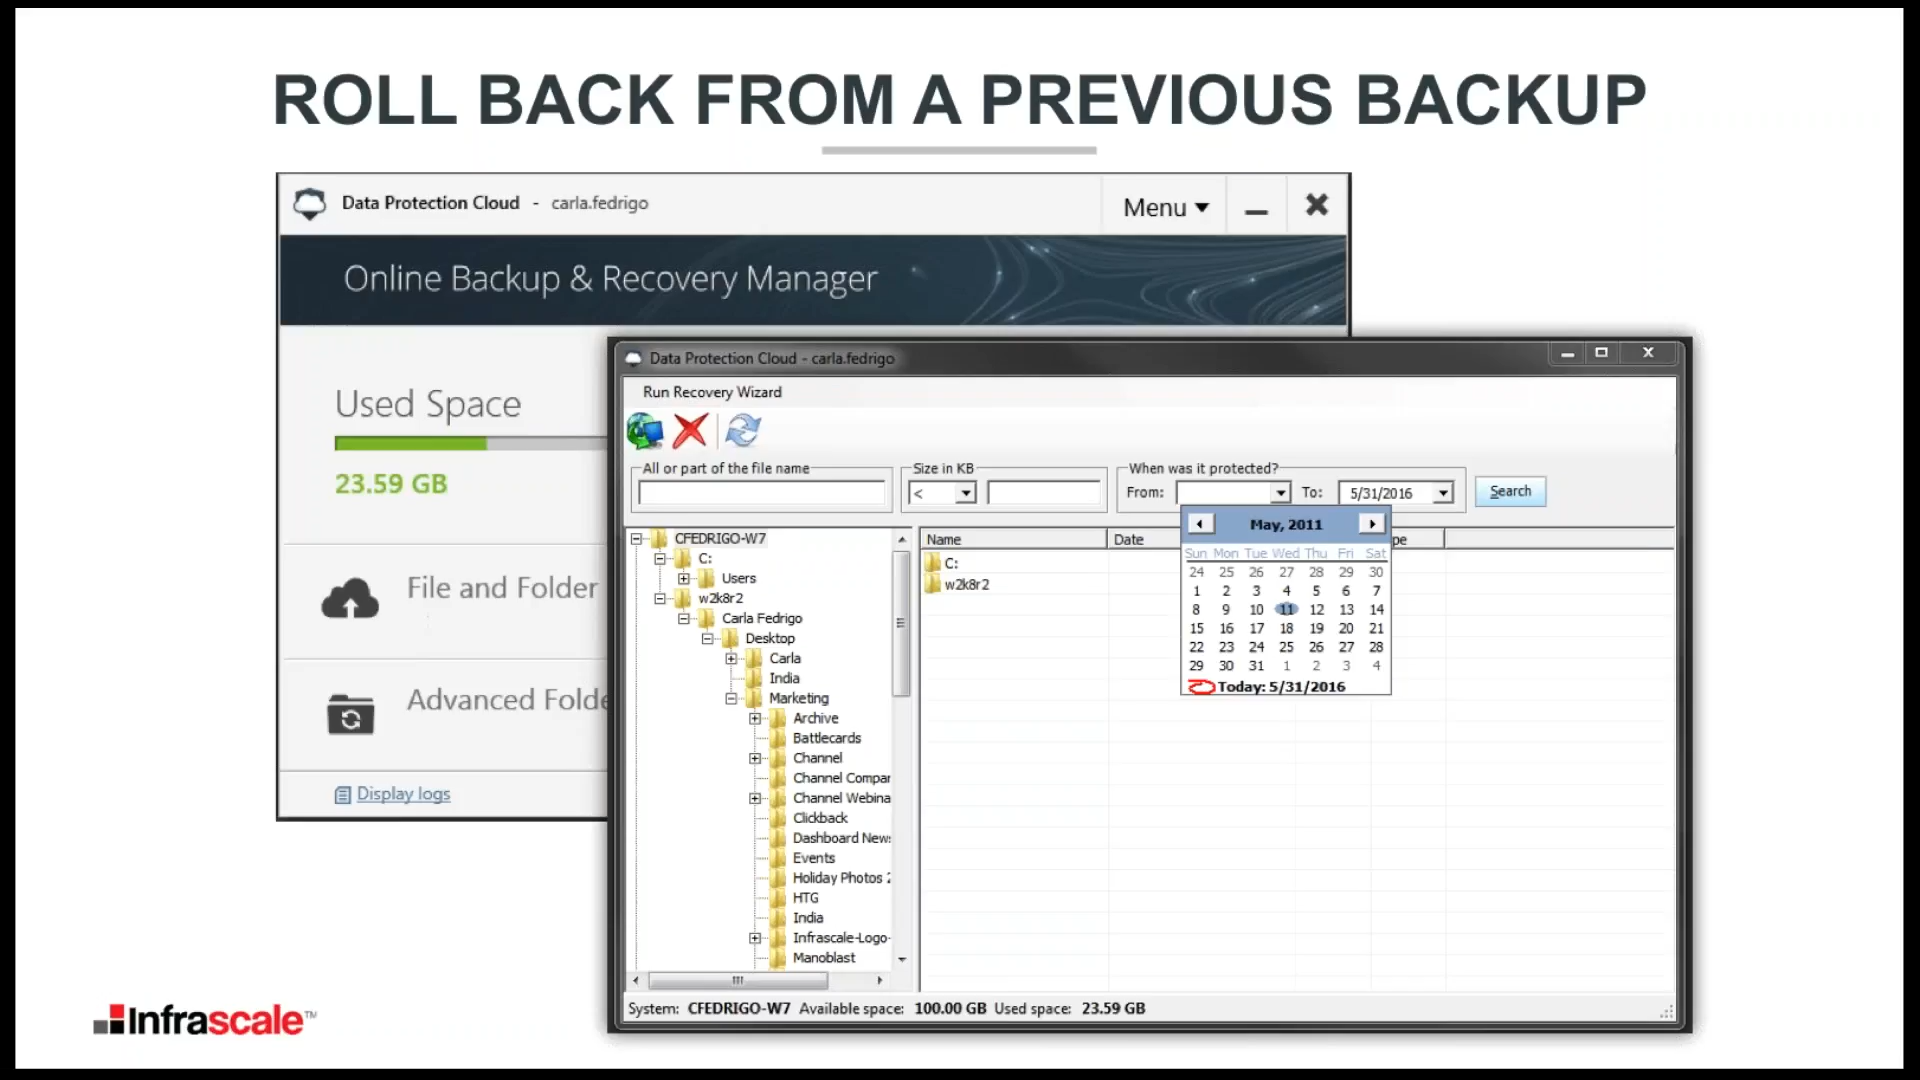 ROLL BACK FROM A PREVIOUS BACKUP
Data Protection Cloud - carla.fedrigo
Menu
Online Backup & Recovery Manager
Used Space
23.59 GB
File and Folder
Advanced Folde
Display logs
Data Protection Cloud - carla.fedrigo
Run Recovery Wizard
All or part of the file name
Size in KB
<
When was it protected?
From:
To:
5/31/2016
Search
CFEDRIGO-W7
C:
Users
w2k8r2
Carla Fedrigo
Desktop
Carla
India
Marketing
Archive
Battlecards
Channel
Channel Compar
Channel Webina
Clickback
Dashboard New
Events
Holiday Photos 2
HTG
India
Infrascale-Logo-
Manoblast
Name Date pe
C:
w2k8r2
May, 2011
Sun Mon Tue Wed Thu Fri Sat
24 25 26 27 28 29 30
1 2 3 4 5 6 7
8 9 10 11 12 13 14
15 16 17 18 19 20 21
22 23 24 25 26 27 28
29 30 31 1 2 3 4
Today: 5/31/2016
System: CFEDRIGO-W7 Available space: 100.00 GB Used space: 23.59 GB
Infrascale™